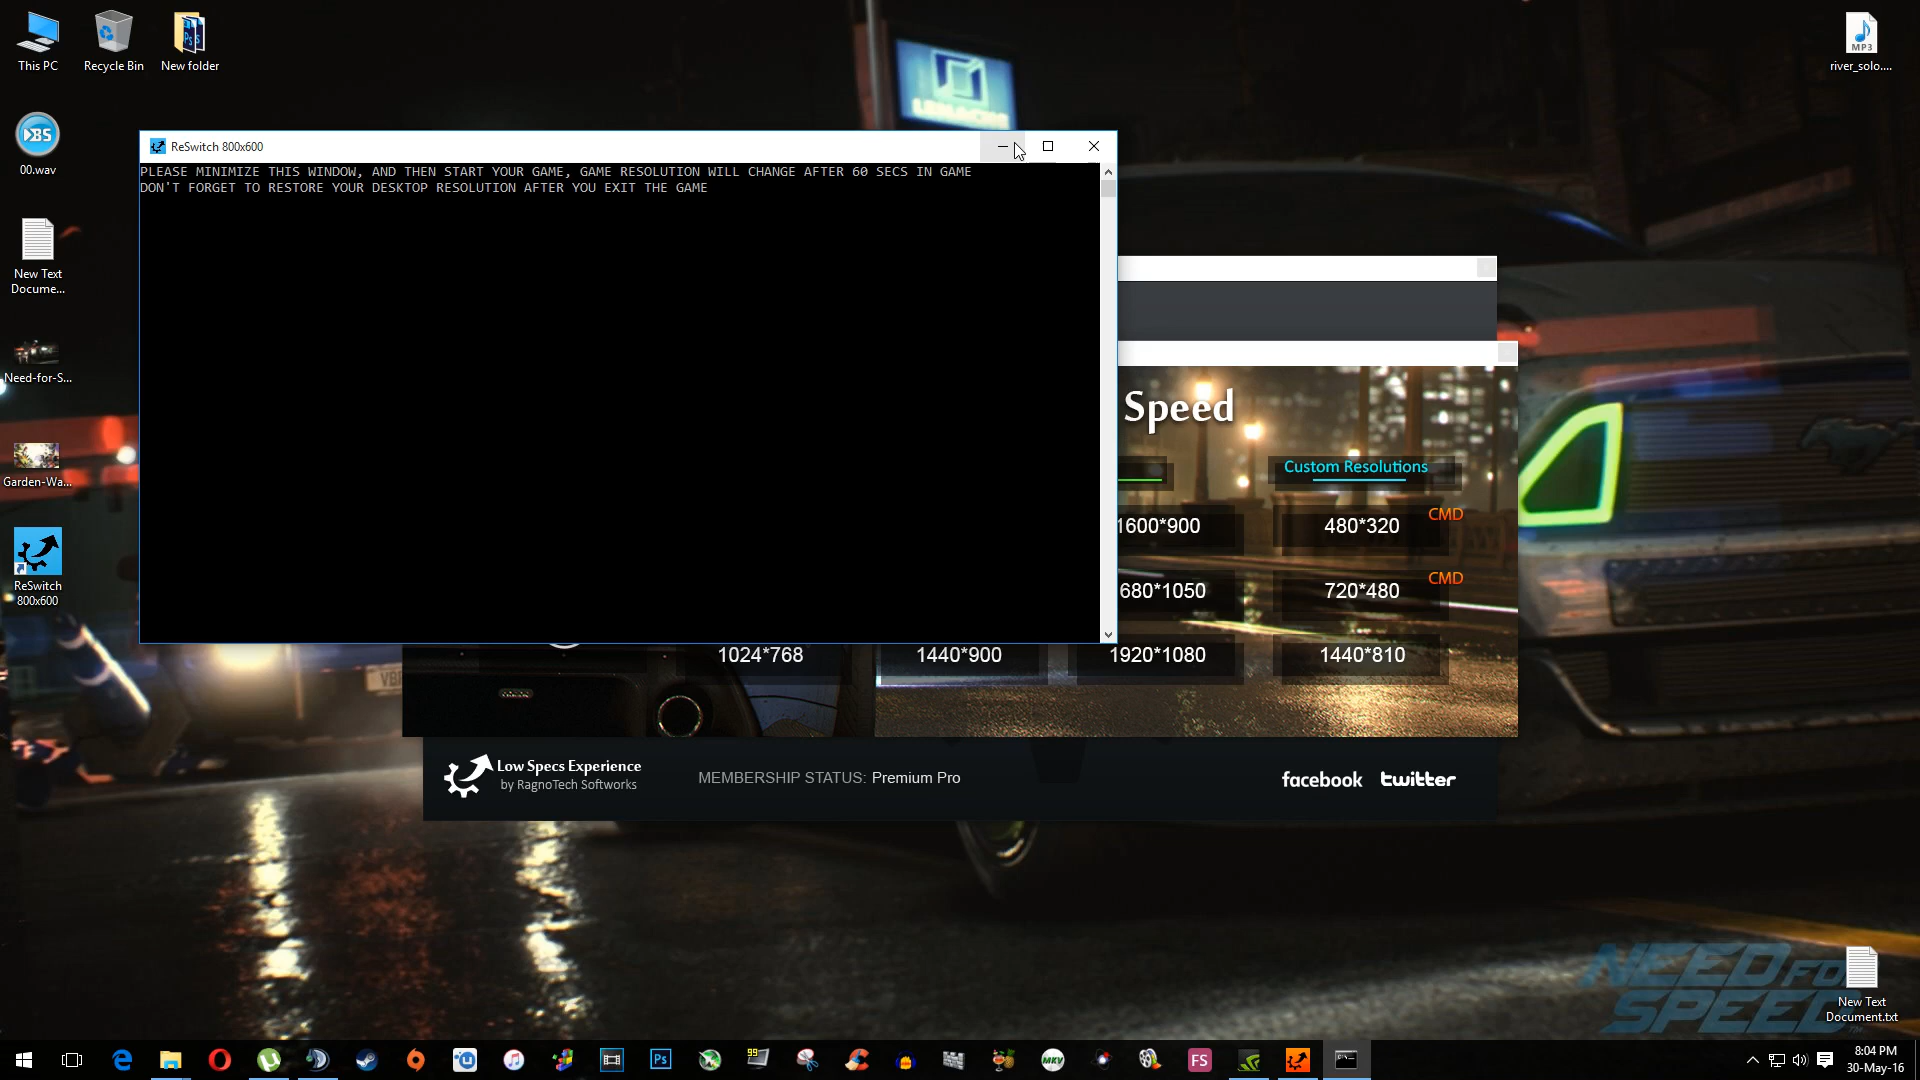 This PC
Recycle Bin
New folder
river_solo....
00.wav
New Text
Docume...
Need-for-S...
Garden-Wa...
ReSwitch
800x600
ReSwitch 800x600
PLEASE MINIMIZE THIS WINDOW, AND THEN START YOUR GAME, GAME RESOLUTION WILL CHANGE AFTER 60 SECS IN GAME
DON'T FORGET TO RESTORE YOUR DESKTOP RESOLUTION AFTER YOU EXIT THE GAME
Speed
Custom Resolutions
1600*900
480*320
CMD
680*1050
720*480
CMD
1024*768
1440*900
1920*1080
1440*810
Low Specs Experience
by RagnoTech Softworks
MEMBERSHIP STATUS: Premium Pro
facebook
twitter
NEED FOR
SPEED
New Text
Document.txt
8:04 PM
30-May-16